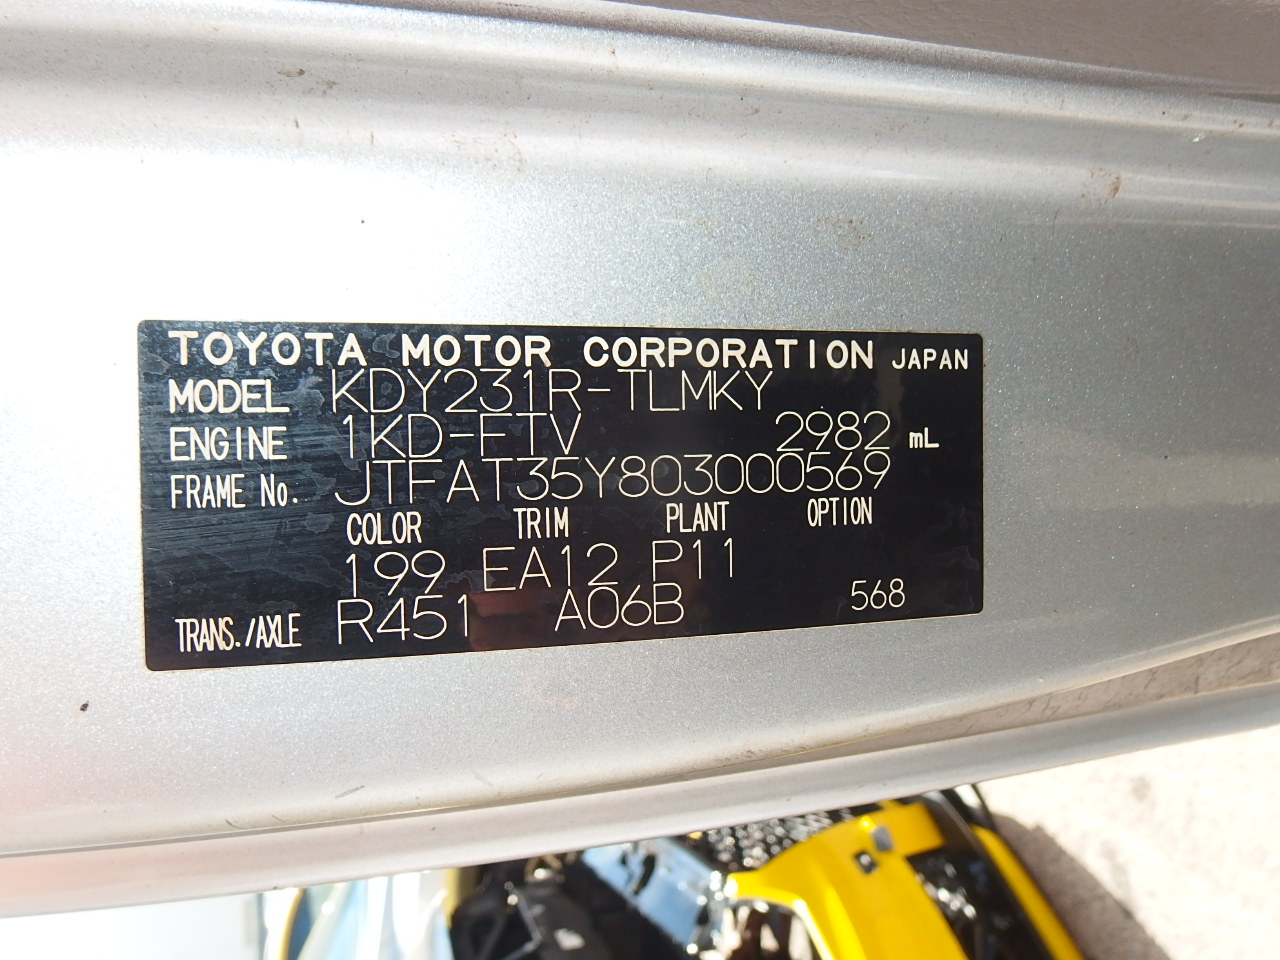 TOYOTA MOTOR CORPORATION JAPAN
MODEL KDY231R-TLMKY
ENGINE 1KD-FTV 2982 mL
FRAME No. JTFAT35Y803000569
COLOR TRIM PLANT OPTION
199 EA12 P11
TRANS./AXLE R451 A06B 568